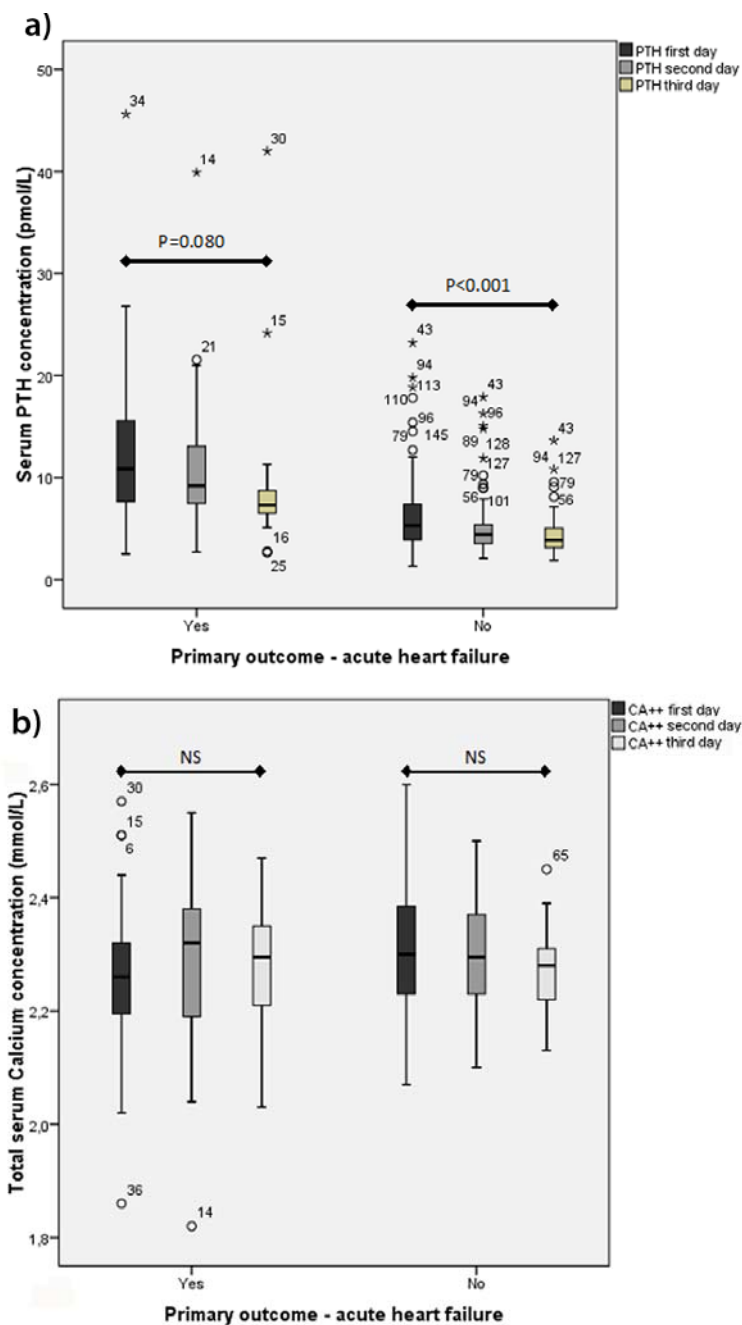 a)
PTH first day
PTH second day
PTH third day
50
40
30
20
10
0
Serum PTH concentration (pmol/L)
34
14
30
P=0.080
15
21
16
25
P<0.001
43
94
113
110
96
79
145
43
94
96
89
128
127
79
56
101
43
94
127
79
56
Yes
No
Primary outcome - acute heart failure
b)
CA++ first day
CA++ second day
CA++ third day
2,6
2,4
2,2
2,0
1,8
Total serum Calcium concentration (mmol/L)
NS
NS
30
15
6
36
14
65
Yes
No
Primary outcome - acute heart failure